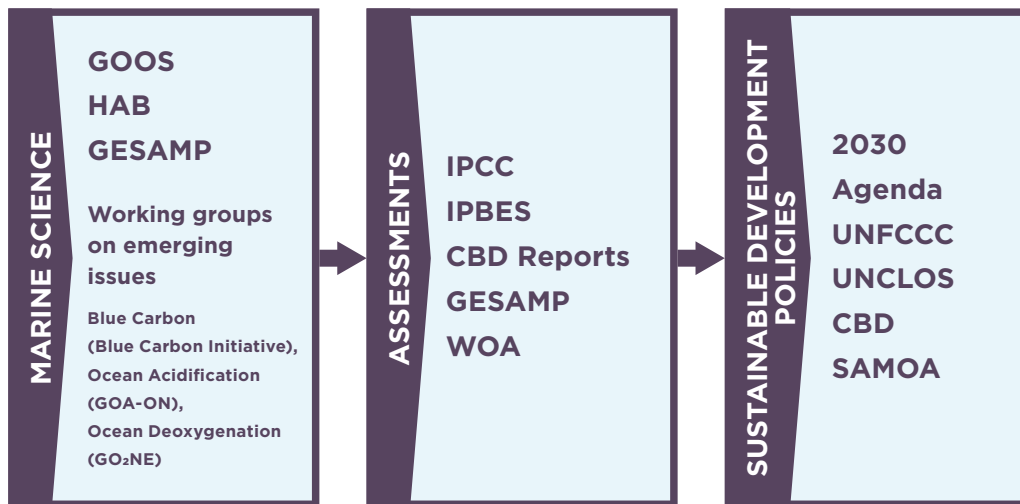 MARINE SCIENCE
GOOS
HAB
GESAMP
Working groups
on emerging
issues
Blue Carbon
(Blue Carbon Initiative),
Ocean Acidification
(GOA-ON),
Ocean Deoxygenation
(GO₂NE)
ASSESSMENTS
IPCC
IPBES
CBD Reports
GESAMP
WOA
SUSTAINABLE DEVELOPMENT
POLICIES
2030
Agenda
UNFCCC
UNCLOS
CBD
SAMOA